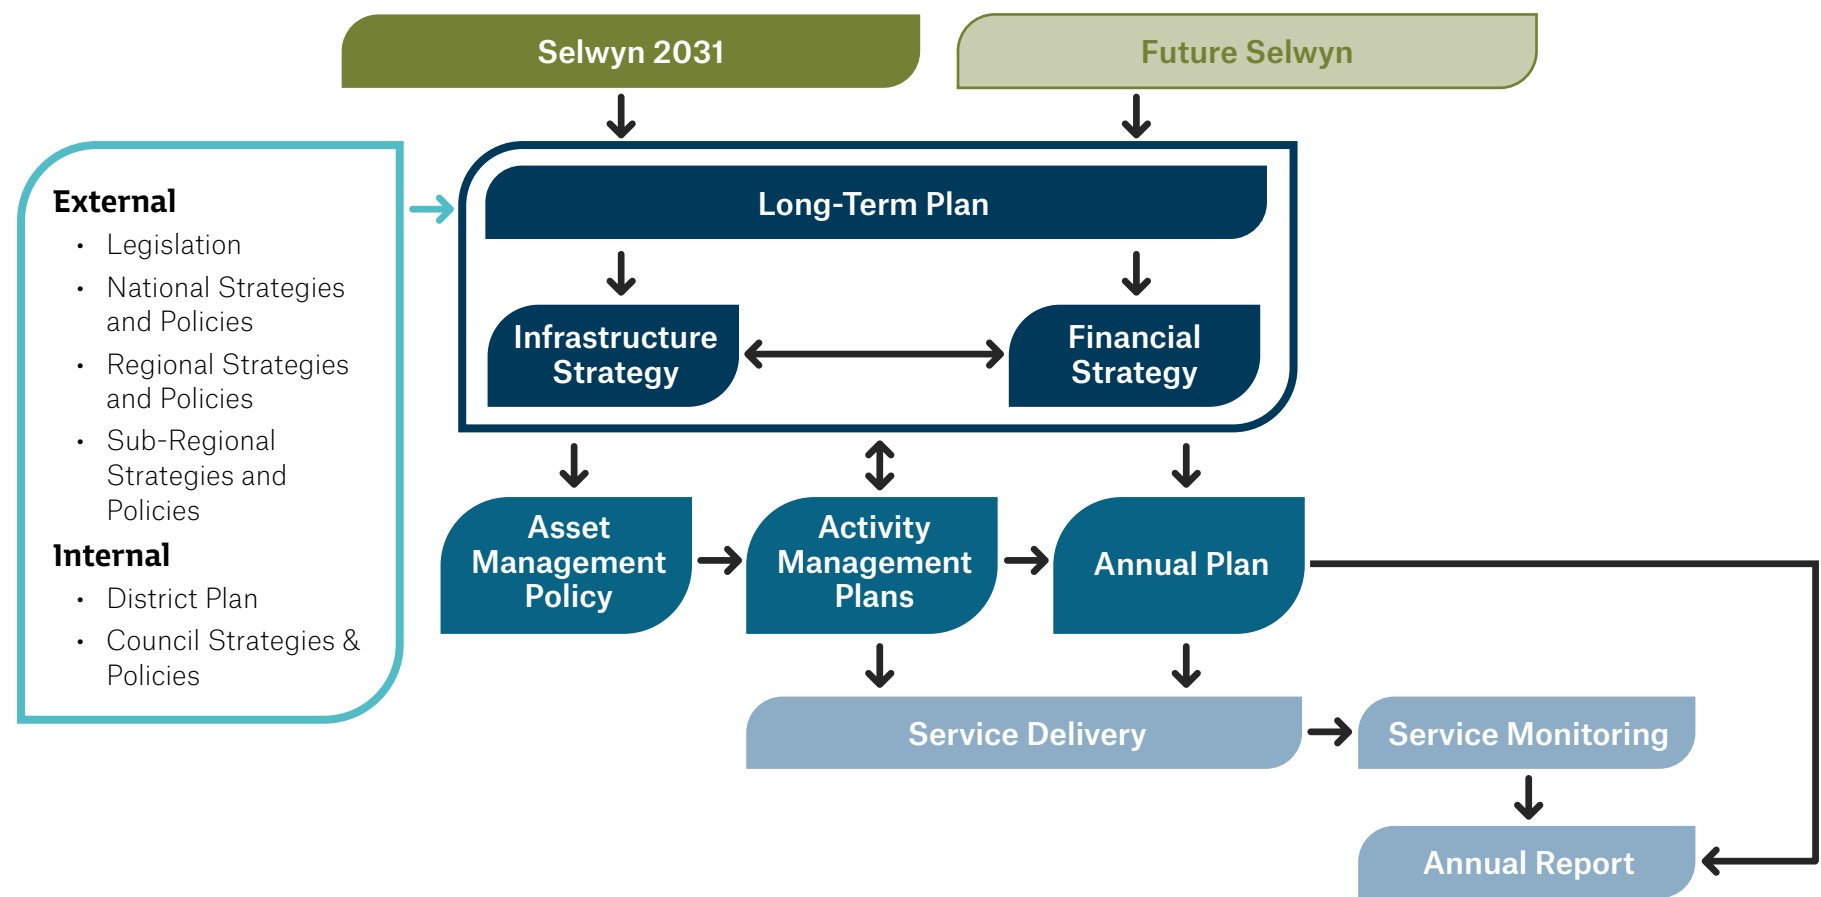 Selwyn 2031
Future Selwyn
External
• Legislation
• National Strategies
and Policies
• Regional Strategies
and Policies
• Sub-Regional
Strategies and
Policies
Internal
• District Plan
• Council Strategies &
Policies
Long-Term Plan
Infrastructure
Strategy
Financial
Strategy
Asset
Management
Policy
Activity
Management
Plans
Annual Plan
Service Delivery
Service Monitoring
Annual Report